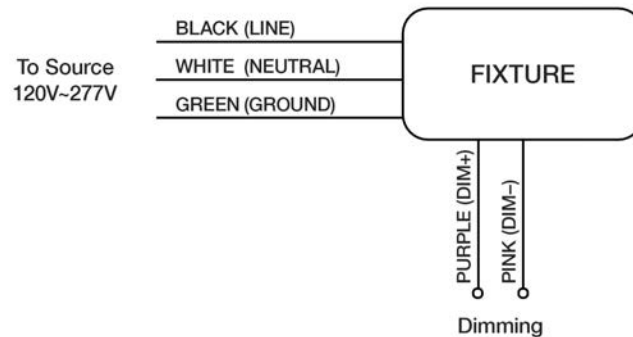 BLACK (LINE)
To Source
120V~277V
WHITE (NEUTRAL)
GREEN (GROUND)
FIXTURE
PURPLE (DIM+)
PINK (DIM−)
Dimming